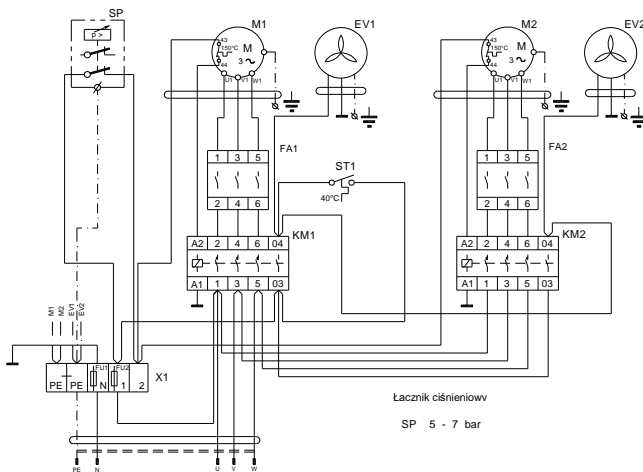 SP
M1
EV1
M2
EV2
p >
43
150°C
44
M
3 ~
U1 V1 W1
43
150°C
44
M
3 ~
U1 V1 W1
FA1
1 3 5
2 4 6
ST1
40°C
FA2
1 3 5
2 4 6
KM1
A2 2 4 6 04
A1 1 3 5 03
KM2
A2 2 4 6 04
A1 1 3 5 03
M1
M2
EV1
EV2
X1
FU1
FU2
PE PE N 1 2
PE N U V W
Łacznik ciśnieniowv
SP 5 - 7 bar